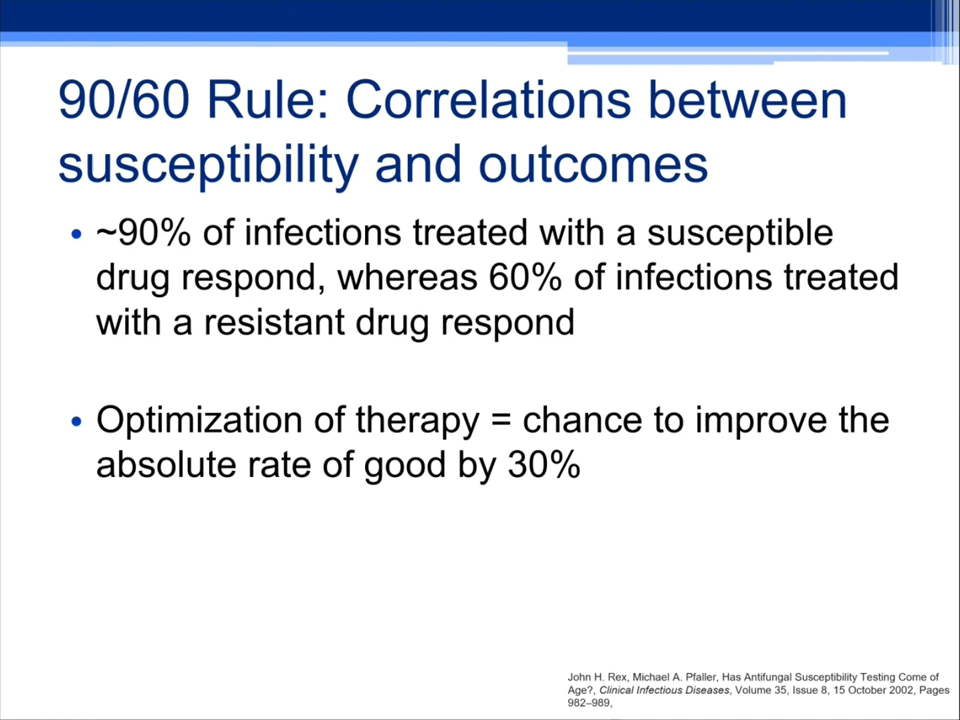 90/60 Rule: Correlations between
susceptibility and outcomes
• ~90% of infections treated with a susceptible
drug respond, whereas 60% of infections treated
with a resistant drug respond
• Optimization of therapy = chance to improve the
absolute rate of good by 30%
John H. Rex, Michael A. Pfaller, Has Antifungal Susceptibility Testing Come of
Age?, Clinical Infectious Diseases, Volume 35, Issue 8, 15 October 2002, Pages
982–989,